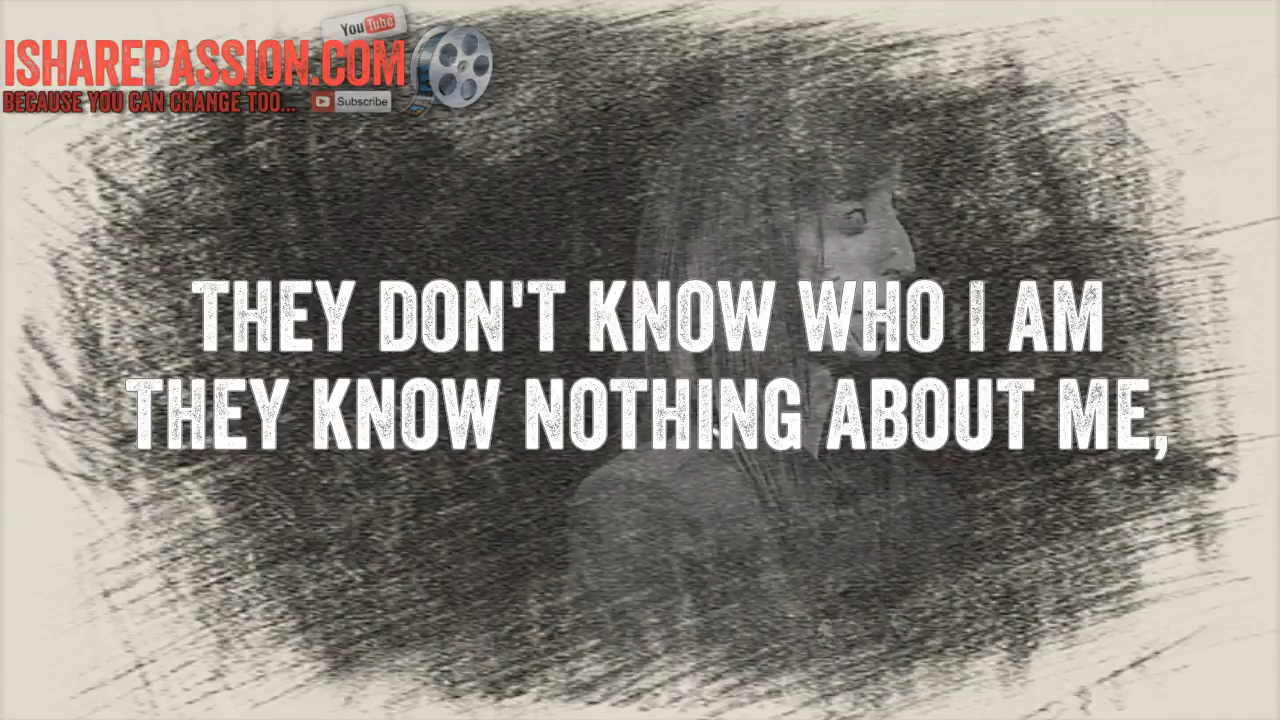 YouTube
ISHAREPASSION.COM
BECAUSE YOU CAN CHANGE TOO...
Subscribe
THEY DON'T KNOW WHO I AM
THEY KNOW NOTHING ABOUT ME,